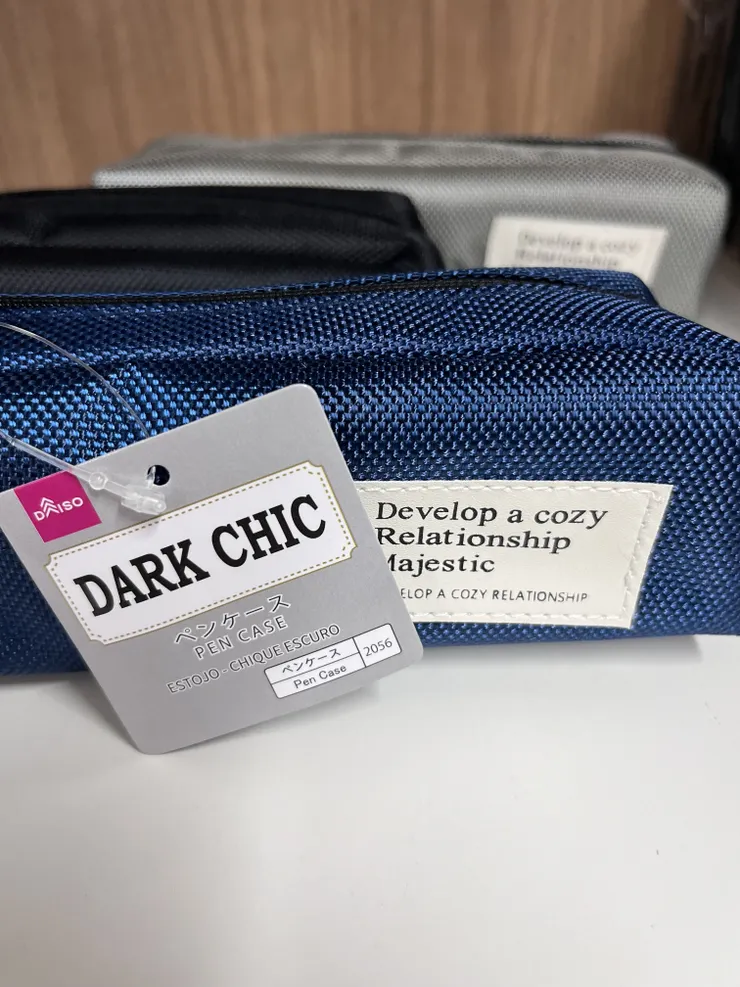 Develop a cozy
Relationship
DAISO
DARK CHIC
ペンケース
PEN CASE
ESTOJO - CHIQUE ESCURO
ペンケース
Pen Case
2056
Develop a cozy
Relationship
Majestic
ELOP A COZY RELATIONSHIP